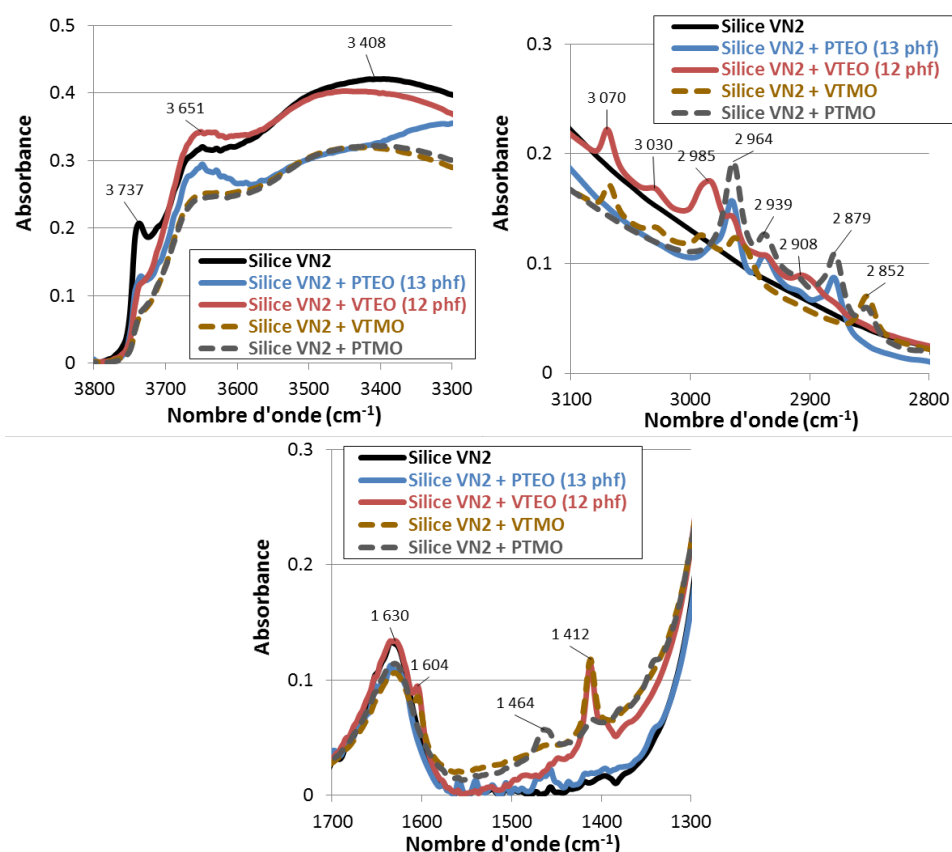 0.5
0.4
0.3
0.2
0.1
0
Absorbance
3 737
3 651
3 408
Silice VN2
Silice VN2 + PTEO (13 phf)
Silice VN2 + VTEO (12 phf)
Silice VN2 + VTMO
Silice VN2 + PTMO
3800 3700 3600 3500 3400 3300
Nombre d'onde (cm⁻¹)
0.3
0.2
0.1
0
Absorbance
Silice VN2
Silice VN2 + PTEO (13 phf)
Silice VN2 + VTEO (12 phf)
Silice VN2 + VTMO
Silice VN2 + PTMO
3 070
3 030
2 985
2 964
2 939
2 908
2 879
2 852
3100 3000 2900 2800
Nombre d'onde (cm⁻¹)
0.3
0.2
0.1
0
Absorbance
Silice VN2
Silice VN2 + PTEO (13 phf)
Silice VN2 + VTEO (12 phf)
Silice VN2 + VTMO
Silice VN2 + PTMO
1 630
1 604
1 464
1 412
1700 1600 1500 1400 1300
Nombre d'onde (cm⁻¹)